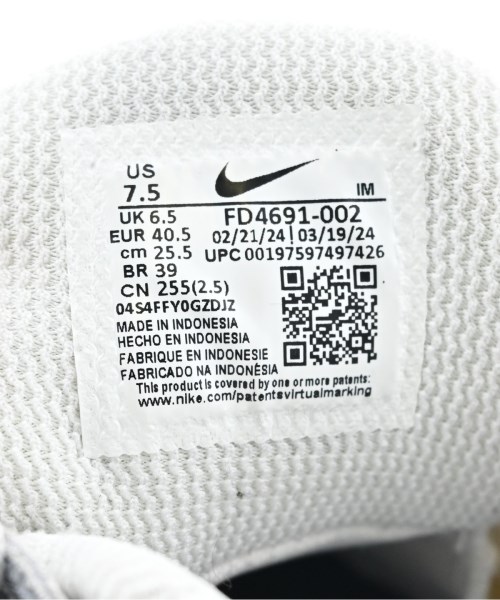 US
7.5
IM
UK 6.5
FD4691-002
EUR 40.5
02/21/24 | 03/19/24
cm 25.5
UPC 00197597497426
BR 39
CN 255(2.5)
04S4FFY0GZDJZ
MADE IN INDONESIA
HECHO EN INDONESIA
FABRIQUE EN INDONESIE
FABRICADO NA INDONÉSIA
This product is covered by one or more patents:
www.nike.com/patentsvirtualmarking